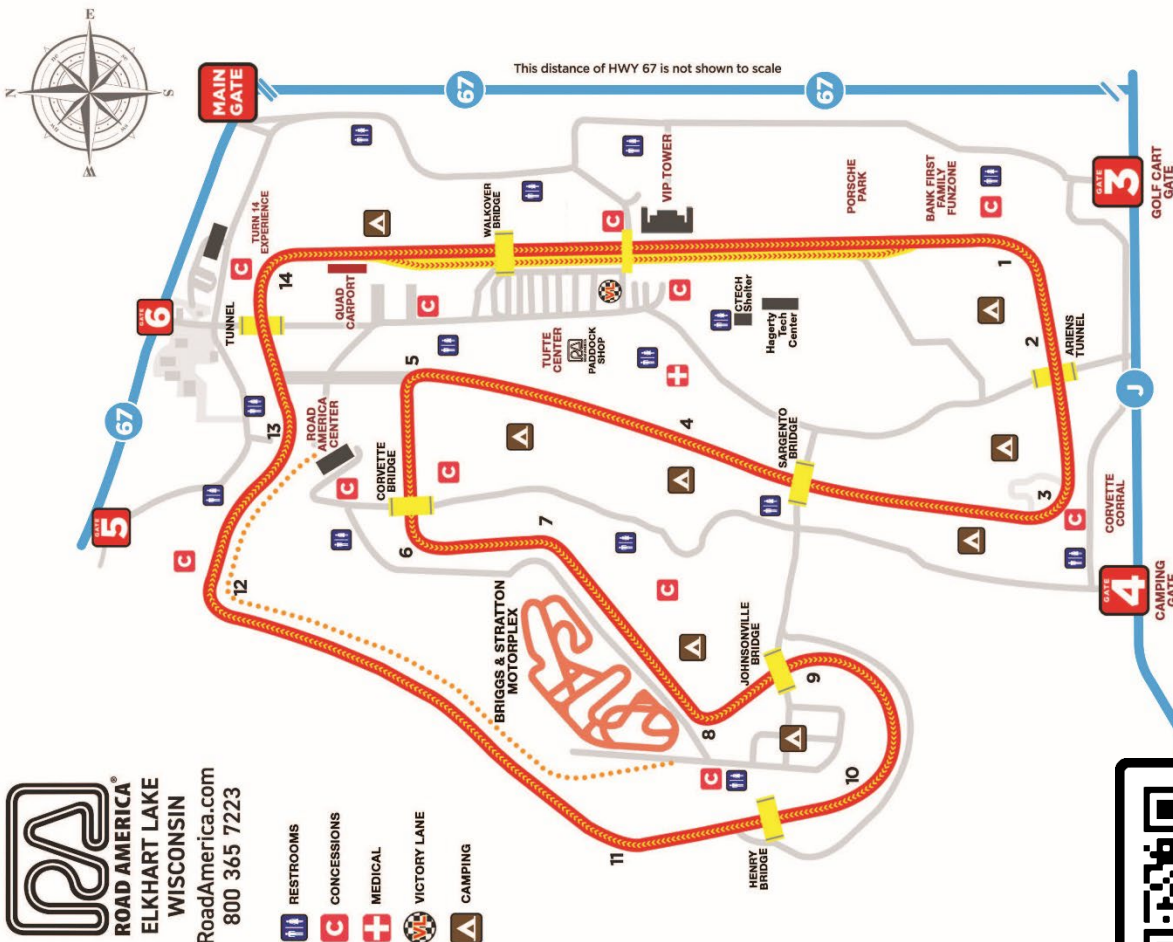 N
E
S
W
MAIN
GATE
67
This distance of HWY 67 is not shown to scale
67
67
GATE
6
TURN 14
EXPERIENCE
14
TUNNEL
QUAD
CARPORT
WALKOVER
BRIDGE
VIP TOWER
PORSCHE
PARK
BANK FIRST
FAMILY
FUNZONE
GATE
3
GOLF CART
GATE
GATE
5
13
ROAD
AMERICA
CENTER
CORVETTE
BRIDGE
5
TUFTE
CENTER
PADDOCK
SHOP
VL
CTECH
Shelter
Hagerty
Tech
Center
1
2
ARIENS
TUNNEL
J
12
6
7
4
SARGENTO
BRIDGE
3
CORVETTE
CORRAL
GATE
4
CAMPING
GATE
BRIGGS & STRATTON
MOTORPLEX
8
JOHNSONVILLE
BRIDGE
9
10
11
HENRY
BRIDGE
C
C
C
C
C
C
C
C
C
C
C
C
ROAD AMERICA®
ELKHART LAKE
WISCONSIN
RoadAmerica.com
800 365 7223
RESTROOMS
C CONCESSIONS
MEDICAL
VL VICTORY LANE
CAMPING